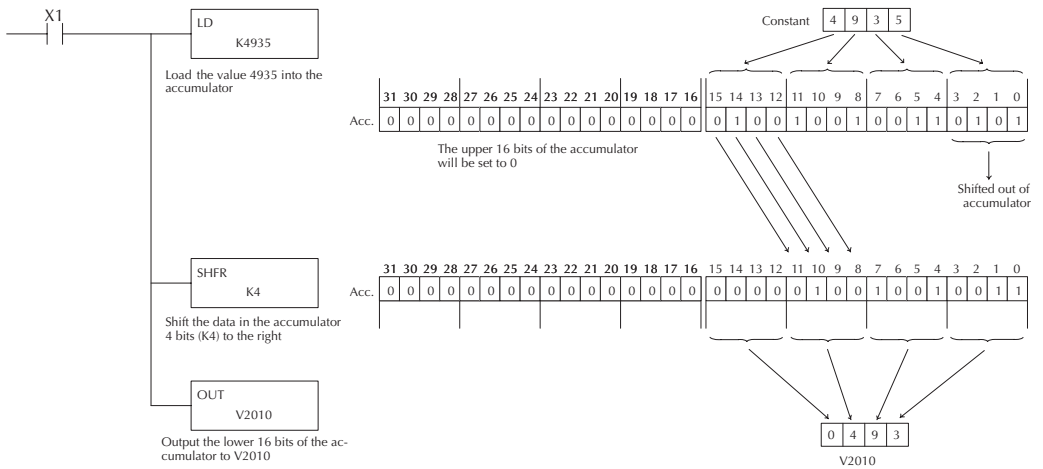 X1
LD
K4935
Load the value 4935 into the
accumulator
Constant 4 9 3 5
31 30 29 28 27 26 25 24 23 22 21 20 19 18 17 16 15 14 13 12 11 10 9 8 7 6 5 4 3 2 1 0
Acc. 0 0 0 0 0 0 0 0 0 0 0 0 0 0 0 0 0 1 0 0 1 0 0 1 0 0 1 1 0 1 0 1
The upper 16 bits of the accumulator
will be set to 0
Shifted out of
accumulator
SHFR
K4
Shift the data in the accumulator
4 bits (K4) to the right
31 30 29 28 27 26 25 24 23 22 21 20 19 18 17 16 15 14 13 12 11 10 9 8 7 6 5 4 3 2 1 0
Acc. 0 0 0 0 0 0 0 0 0 0 0 0 0 0 0 0 0 0 0 0 0 1 0 0 1 0 0 1 0 0 1 1
OUT
V2010
Output the lower 16 bits of the ac-
cumulator to V2010
0 4 9 3
V2010